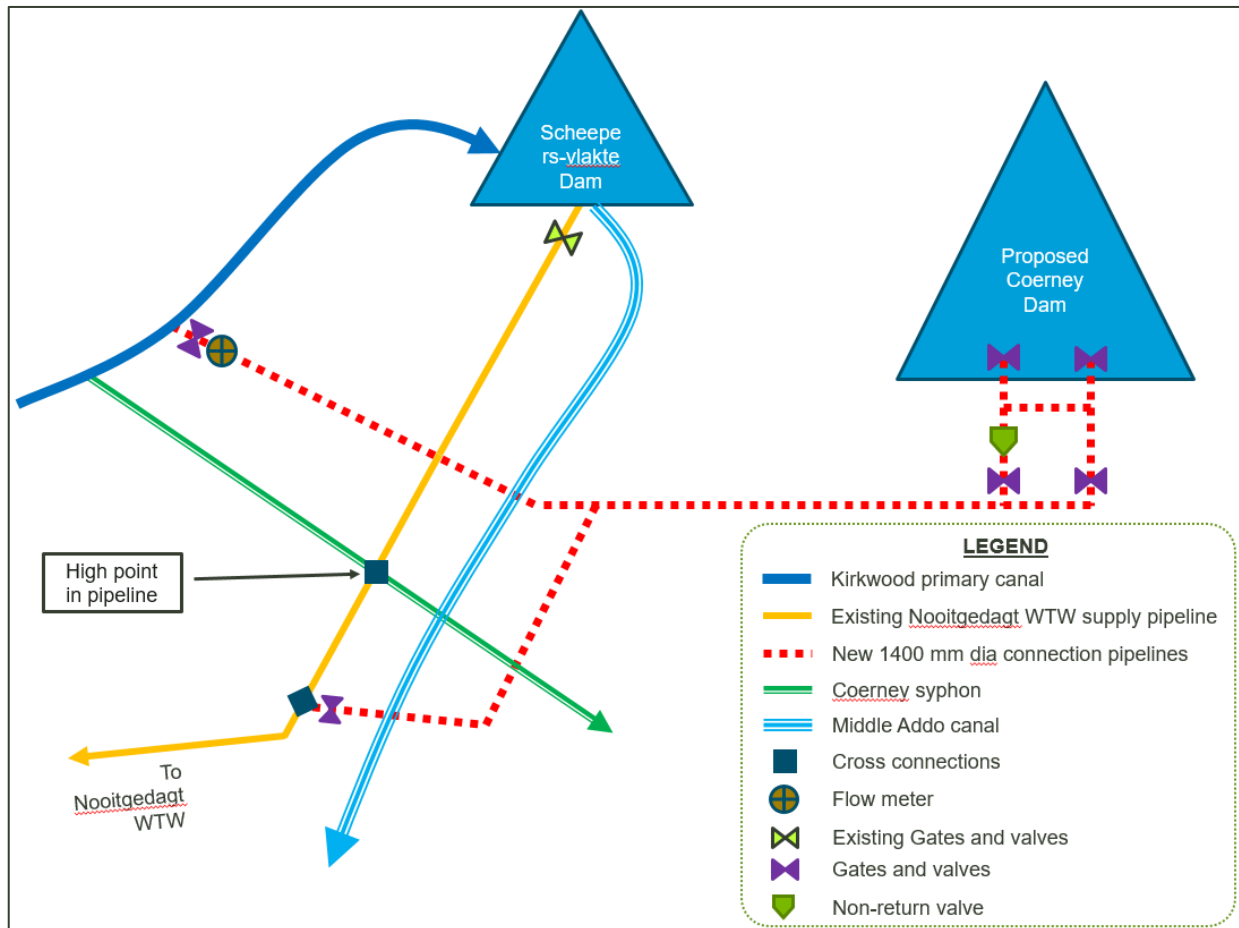 Scheepe
rs-vlakte
Dam
Proposed
Coerney
Dam
High point
in pipeline
To
Nooitgedagt
WTW
LEGEND
Kirkwood primary canal
Existing Nooitgedagt WTW supply pipeline
New 1400 mm dia connection pipelines
Coerney syphon
Middle Addo canal
Cross connections
Flow meter
Existing Gates and valves
Gates and valves
Non-return valve